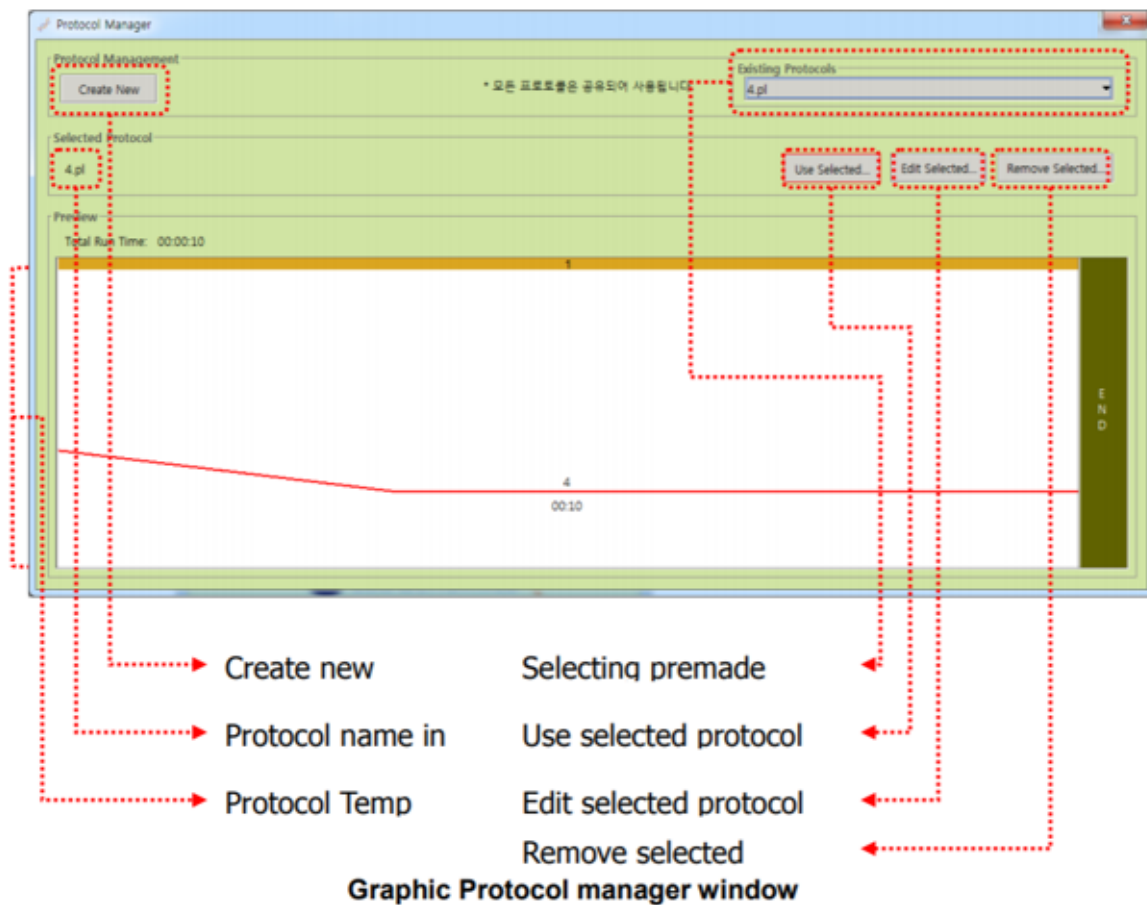 Protocol Manager
x
Protocol Management
Create New
* 모든 프로토콜은 공유되어 사용됩니다
Existing Protocols
4.pl
Selected Protocol
4.pl
Use Selected...
Edit Selected...
Remove Selected...
Preview
Total Run Time: 00:00:10
1
4
00:10
E
N
D
Create new
Selecting premade
Protocol name in
Use selected protocol
Protocol Temp
Edit selected protocol
Remove selected
Graphic Protocol manager window